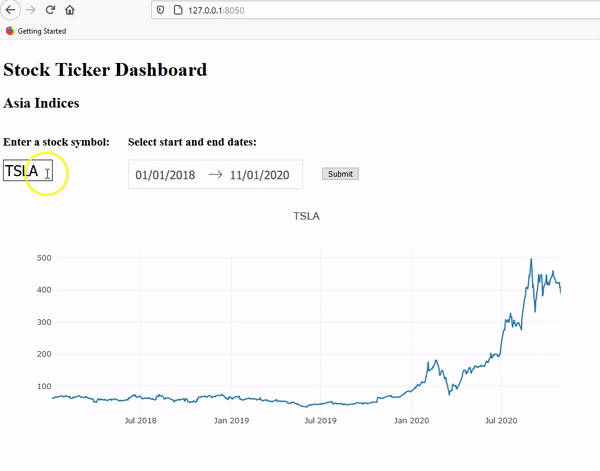 127.0.0.1:8050
Getting Started
Stock Ticker Dashboard
Asia Indices
Enter a stock symbol: Select start and end dates:
TSLA 01/01/2018 → 11/01/2020 Submit
TSLA
500
400
300
200
100
Jul 2018 Jan 2019 Jul 2019 Jan 2020 Jul 2020